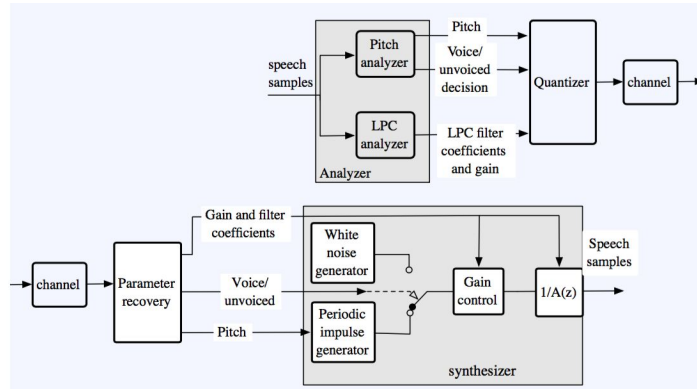 Pitch
Pitch
analyzer
Voice/
unvoiced
decision
speech
samples
Quantizer
channel
LPC
analyzer
LPC filter
coefficients
and gain
Analyzer
Gain and filter
coefficients
White
noise
generator
Speech
samples
channel
Parameter
recovery
Voice/
unvoiced
Gain
control
1/A(z)
Pitch
Periodic
impulse
generator
synthesizer